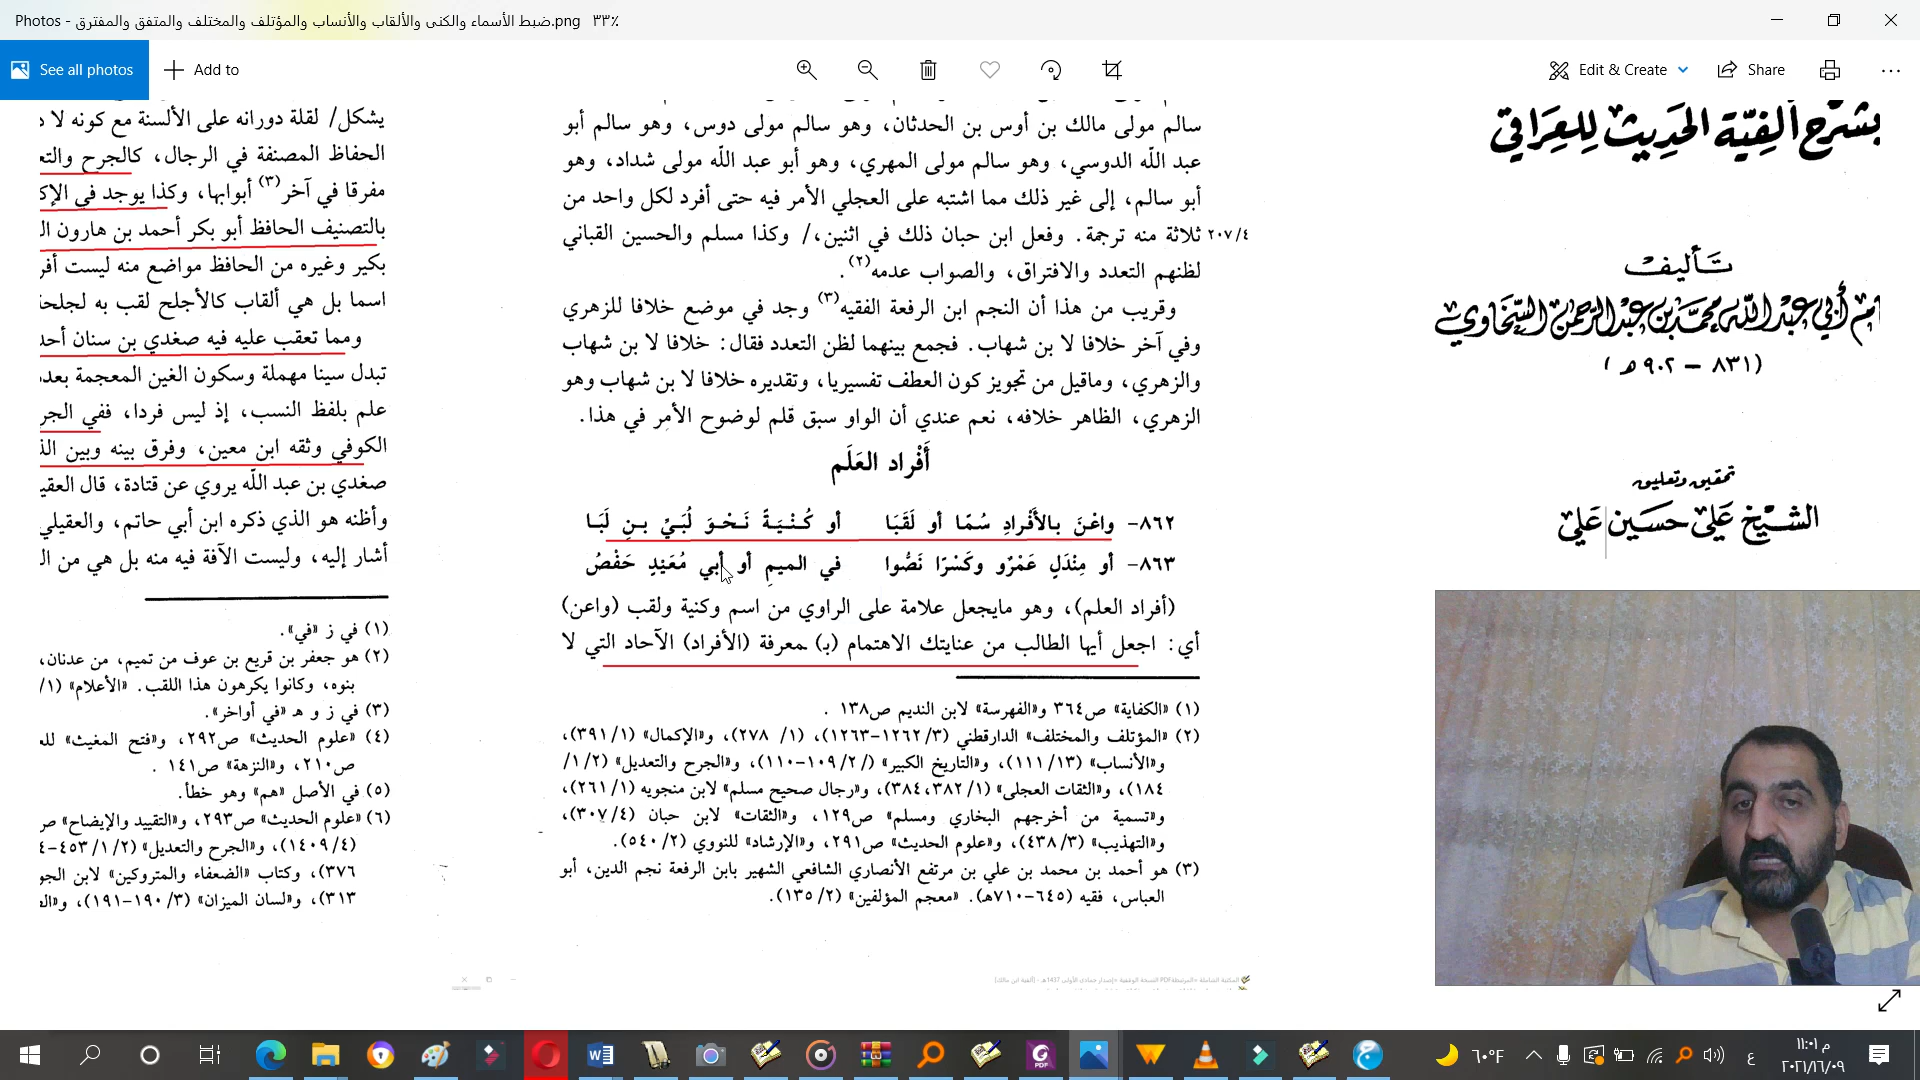 Photos - ضبط الأسماء والكنى والألقاب والأنساب والمؤتلف والمختلف والمتفق والمفترق.png ٣٣٪
See all photos
Add to
Edit & Create
Share
بشرح ألفية الحديث للعراقي
تأليف
أبي عبد الله محمد بن عبد الرحمن السخاوي
(٨٣١ – ٩٠٢ هـ)
تحقيق وتعليق
الشيخ علي حسين علي
سالم مولى مالك بن أوس بن الحدثان، وهو سالم مولى دوس، وهو سالم أبو
عبد اللّه الدوسي، وهو سالم مولى المهري، وهو أبو عبد اللّه مولى شداد، وهو
أبو سالم، إلى غير ذلك مما اشتبه على العجلي الأمر فيه حتى أفرد لكل واحد من
٢٠٧/٤ ثلاثة منه ترجمة. وفعل ابن حبان ذلك في اثنين،/ وكذا مسلم والحسين القباني
لظنهم التعدد والافتراق، والصواب عدمه(٢).
وقريب من هذا أن النجم ابن الرفعة الفقيه(٣) وجد في موضع خلافا للزهري
وفي آخر خلافا لا بن شهاب. فجمع بينهما لظن التعدد فقال: خلافا لا بن شهاب
والزهري، وماقيل من تجويز كون العطف تفسيريا، وتقديره خلافا لا بن شهاب وهو
الزهري، الظاهر خلافه، نعم عندي أن الواو سبق قلم لوضوح الأمر في هذا.
أَفْراد العَلَم
٨٦٢- واعْنَ بالأَفْرادِ سُمًا أو لَقَبَا أو كُنْيَةً نَحْوَ لُبَيِّ بنِ لَبَا
٨٦٣- أو مِنْدَلٍ عَمْرٌو وكَسْرًا نَصُّوا في الميمِ أو أبي مُعَيْدٍ حَفْصُ
(أفراد العلم)، وهو مايجعل علامة على الراوي من اسم وكنية ولقب (واعن)
أي: اجعل أيها الطالب من عنايتك الاهتمام (بـ) معرفة (الأفراد) الآحاد التي لا
(١) «الكفاية» ص٣٦٤ و«الفهرسة» لابن النديم ص١٣٨ .
(٢) «المؤتلف والمختلف» الدارقطني (٣/ ١٢٦٢-١٢٦٣)، (١/ ٢٧٨)، و«الإكمال» (٣٩١/١)،
و«الأنساب» (١١١/١٣)، و«التاريخ الكبير» (/ ٢/ ١٠٩-١١٠)، و«الجرح والتعديل» (١/٢/
١٨٤)، و«الثقات العجلى» (١/ ٣٨٢، ٣٨٤)، و«رجال صحيح مسلم» لابن منجويه (٢٦١/١)،
و«تسمية من أخرجهم البخاري ومسلم» ص١٢٩، و«الثقات» لابن حبان (٣٠٧/٤)،
و«التهذيب» (٤٣٨/٣)، و«علوم الحديث» ص٢٩١، و«الإرشاد» للنووي (٥٤٠/٢).
(٣) هو أحمد بن محمد بن علي بن مرتفع الأنصاري الشافعي الشهير بابن الرفعة نجم الدين، أبو
العباس، فقيه (٦٤٥-٧١٠هـ). «معجم المؤلفين» (١٣٥/٢).
يشكل/ لقلة دورانه على الألسنة مع كونه لا
الحفاظ المصنفة في الرجال، كالجرح والتع
مفرقا في آخر(٣) أبوابها، وكذا يوجد في الإك
بالتصنيف الحافظ أبو بكر أحمد بن هارون ال
بكير وغيره من الحافظ مواضع منه ليست أفر
اسما بل هي ألقاب كالأجلح لقب به لجلحة
ومما تعقب عليه فيه صغدي بن سنان أحد
تبدل سينا مهملة وسكون الغين المعجمة بعد
علم بلفظ النسب، إذ ليس فردا، ففي الجر
الكوفي وثقه ابن معين، وفرق بينه وبين الذ
صغدي بن عبد اللّه يروي عن قتادة، قال العقي
وأظنه هو الذي ذكره ابن أبي حاتم، والعقيلي
أشار إليه، وليست الآفة فيه منه بل هي من ال
(١) في ز «في».
(٢) هو جعفر بن قريع بن عوف من تميم، من عدنان،
بنوه، وكانوا يكرهون هذا اللقب. «الأعلام» (١/
(٣) في ز و هـ «في أواخر».
(٤) «علوم الحديث» ص٢٩٢، و«فتح المغيث» للع
ص٢١٠، و«النزهة» ص١٤١ .
(٥) في الأصل «هم» وهو خطأ.
(٦) «علوم الحديث» ص٢٩٣، و«التقييد والإيضاح» ص
(١٤٠٩/٤)، و«الجرح والتعديل» (١/٢/ ٤٥٣-٤
٣٧٦)، وكتاب «الضعفاء والمتروكين» لابن الجو
٣١٣)، و«لسان الميزان» (٣/ ١٩٠-١٩١)، و«ال
٦٠°F
ع
١١:٠١ م